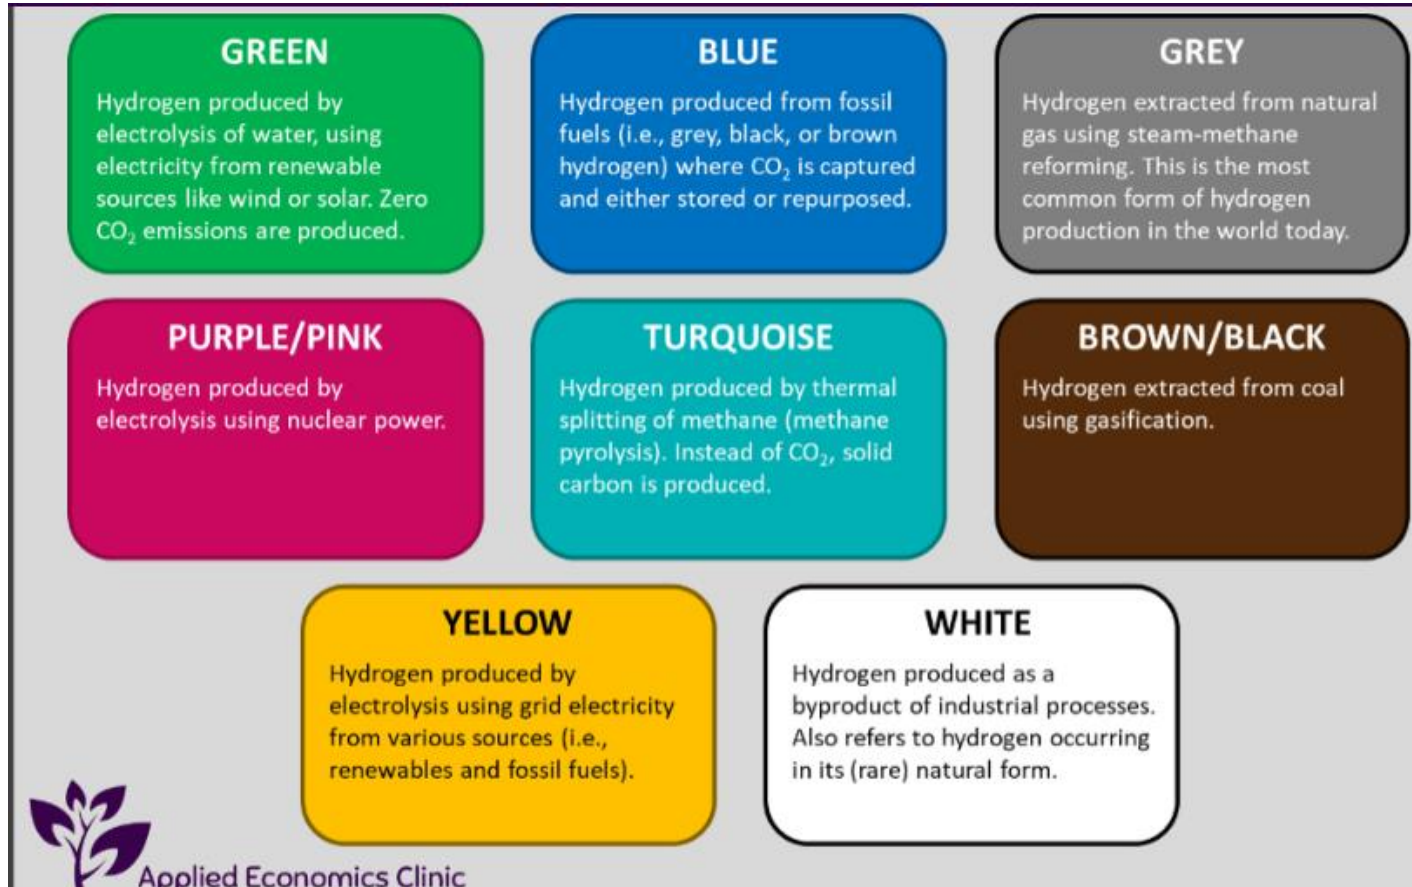 GREEN
Hydrogen produced by
electrolysis of water, using
electricity from renewable
sources like wind or solar. Zero
CO₂ emissions are produced.
BLUE
Hydrogen produced from fossil
fuels (i.e., grey, black, or brown
hydrogen) where CO₂ is captured
and either stored or repurposed.
GREY
Hydrogen extracted from natural
gas using steam-methane
reforming. This is the most
common form of hydrogen
production in the world today.
PURPLE/PINK
Hydrogen produced by
electrolysis using nuclear power.
TURQUOISE
Hydrogen produced by thermal
splitting of methane (methane
pyrolysis). Instead of CO₂, solid
carbon is produced.
BROWN/BLACK
Hydrogen extracted from coal
using gasification.
YELLOW
Hydrogen produced by
electrolysis using grid electricity
from various sources (i.e.,
renewables and fossil fuels).
WHITE
Hydrogen produced as a
byproduct of industrial processes.
Also refers to hydrogen occurring
in its (rare) natural form.
Applied Economics Clinic